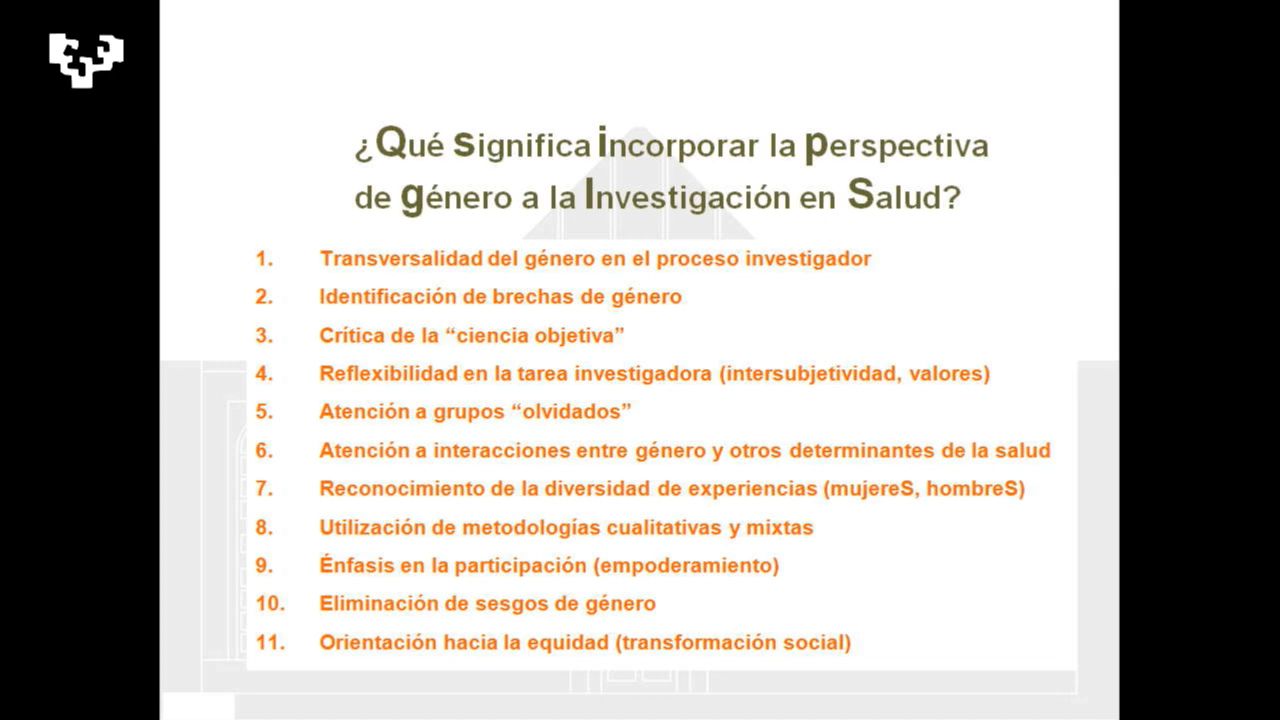 ¿Qué significa incorporar la perspectiva
de género a la Investigación en Salud?
1. Transversalidad del género en el proceso investigador
2. Identificación de brechas de género
3. Crítica de la “ciencia objetiva”
4. Reflexibilidad en la tarea investigadora (intersubjetividad, valores)
5. Atención a grupos “olvidados”
6. Atención a interacciones entre género y otros determinantes de la salud
7. Reconocimiento de la diversidad de experiencias (mujereS, hombreS)
8. Utilización de metodologías cualitativas y mixtas
9. Énfasis en la participación (empoderamiento)
10. Eliminación de sesgos de género
11. Orientación hacia la equidad (transformación social)